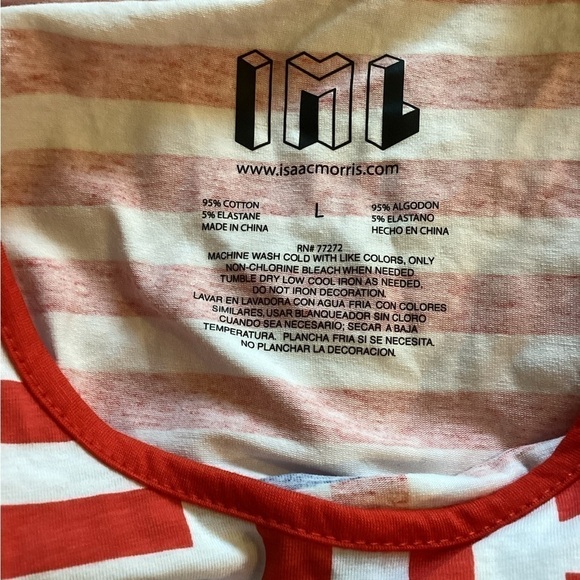 IML
www.isaacmorris.com
95% COTTON
5% ELASTANE
MADE IN CHINA
L
95% ALGODON
5% ELASTANO
HECHO EN CHINA
RN# 77272
MACHINE WASH COLD WITH LIKE COLORS, ONLY
NON-CHLORINE BLEACH WHEN NEEDED
TUMBLE DRY LOW COOL IRON AS NEEDED.
DO NOT IRON DECORATION.
LAVAR EN LAVADORA CON AGUA FRIA CON COLORES
SIMILARES, USAR BLANQUEADOR SIN CLORO
CUANDO SEA NECESARIO; SECAR A BAJA
TEMPERATURA. PLANCHA FRIA SI SE NECESITA.
NO PLANCHAR LA DECORACION.